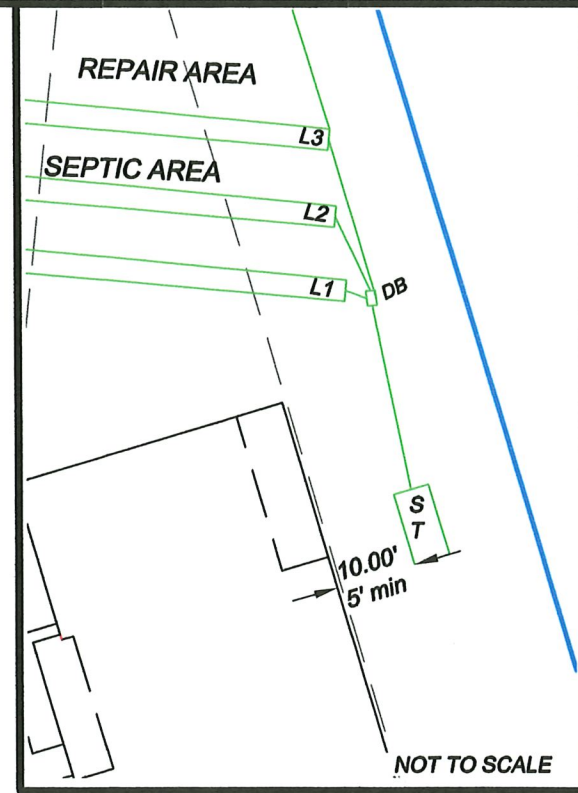 REPAIR AREA
L3
SEPTIC AREA
L2
L1
DB
S
T
10.00'
5' min
NOT TO SCALE